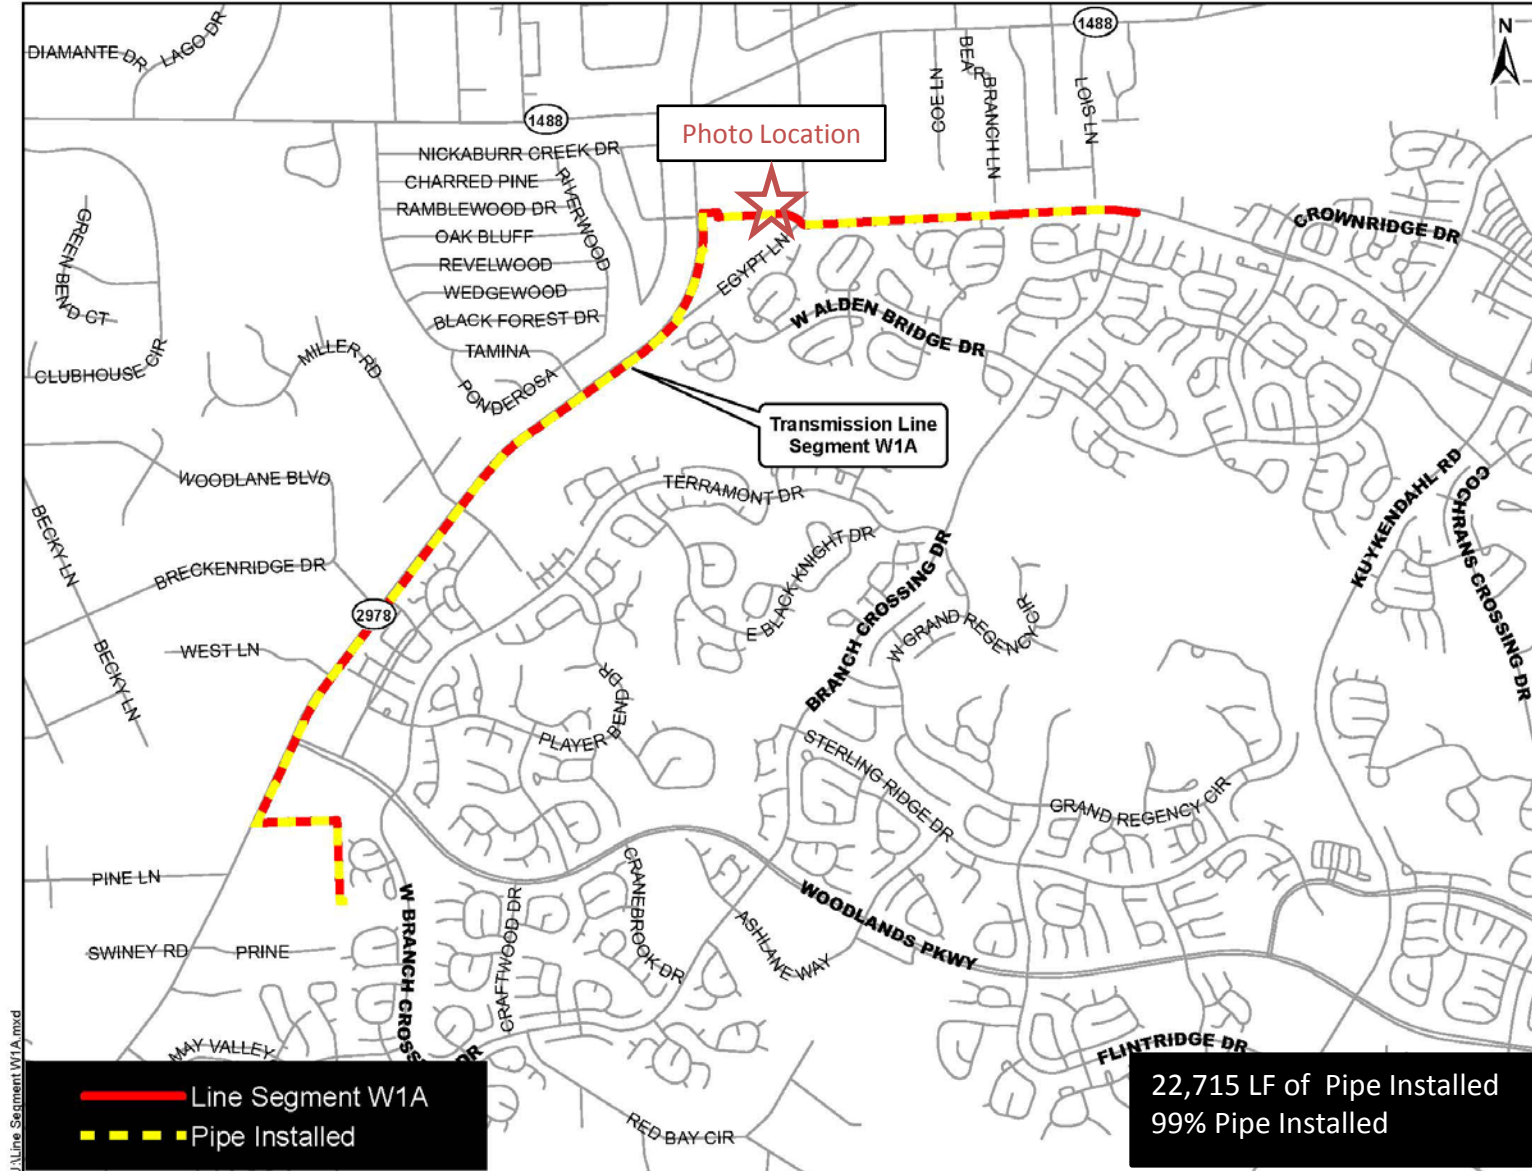 1488
N
DIAMANTE DR
LAGO DR
BEAR BRANCH LN
COE LN
LOIS LN
1488
Photo Location
NICKABURR CREEK DR
CHARRED PINE
RAMBLEWOOD DR
RIVERWOOD
OAK BLUFF
REVELWOOD
WEDGEWOOD
BLACK FOREST DR
TAMINA
PONDEROSA
GREEN BEND CT
CLUBHOUSE CIR
MILLER RD
EGYPT LN
CROWNRIDGE DR
W ALDEN BRIDGE DR
Transmission Line
Segment W1A
WOODLANE BLVD
TERRAMONT DR
KUYKENDAHL RD
COCHRANS CROSSING DR
BECKY LN
BRECKENRIDGE DR
E BLACK KNIGHT DR
BRANCH CROSSING DR
2978
W GRAND REGENCY CIR
WEST LN
BECKY LN
PLAYER BEND DR
STERLING RIDGE DR
GRAND REGENCY CIR
PINE LN
W BRANCH CROSSING DR
CRANEBROOK DR
CRAFTWOOD DR
ASHLANE WAY
WOODLANDS PKWY
SWINEY RD
PRINE
MAY VALLEY
FLINTRIDGE DR
RED BAY CIR
Line Segment W1A
Pipe Installed
22,715 LF of Pipe Installed
99% Pipe Installed
J:\Line Segment W1A.mxd